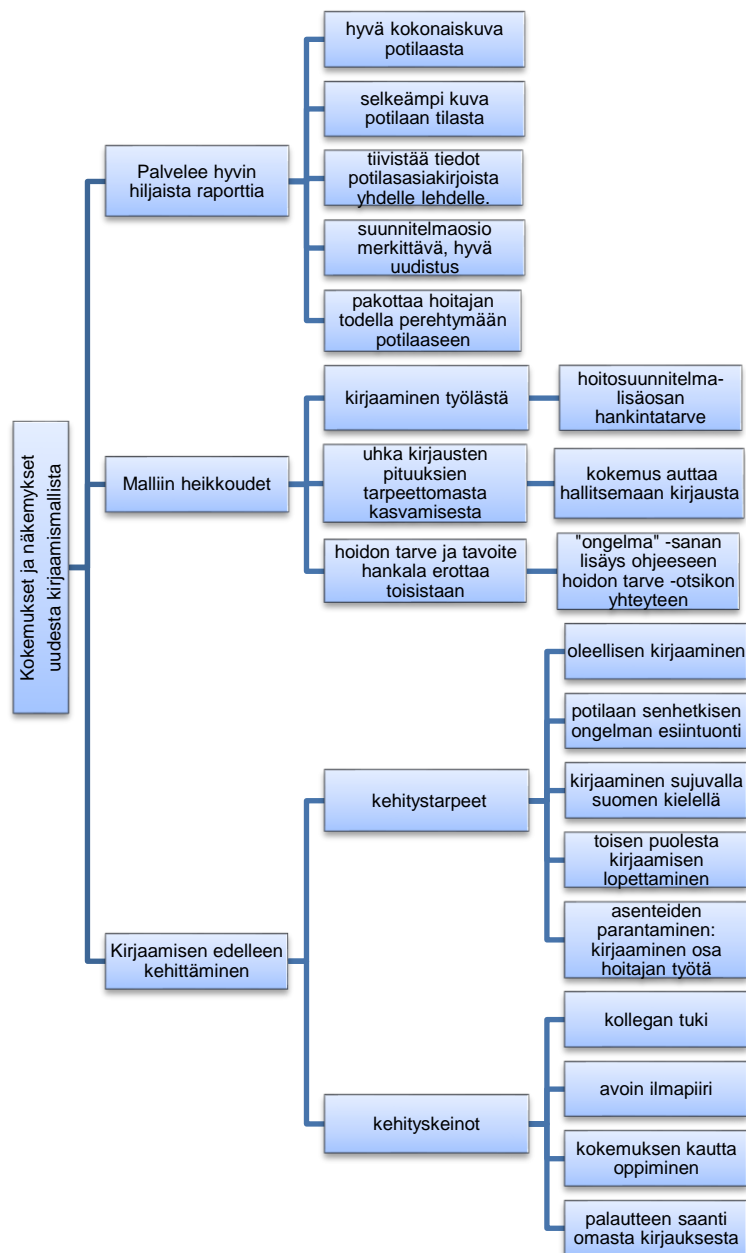 Kokemukset ja näkemykset
uudesta kirjaamismallista
Palvelee hyvin
hiljaista raporttia
hyvä kokonaiskuva
potilaasta
selkeämpi kuva
potilaan tilasta
tiivistää tiedot
potilasasiakirjoista
yhdelle lehdelle.
suunnitelmaosio
merkittävä, hyvä
uudistus
pakottaa hoitajan
todella perehtymään
potilaaseen
Malliin heikkoudet
kirjaaminen työlästä
hoitosuunnitelma-
lisäosan
hankintatarve
uhka kirjausten
pituuksien
tarpeettomasta
kasvamisesta
kokemus auttaa
hallitsemaan kirjausta
hoidon tarve ja tavoite
hankala erottaa
toisistaan
"ongelma" -sanan
lisäys ohjeeseen
hoidon tarve -otsikon
yhteyteen
Kirjaamisen edelleen
kehittäminen
kehitystarpeet
oleellisen kirjaaminen
potilaan senhetkisen
ongelman esiintuonti
kirjaaminen sujuvalla
suomen kielellä
toisen puolesta
kirjaamisen
lopettaminen
asenteiden
parantaminen:
kirjaaminen osa
hoitajan työtä
kehityskeinot
kollegan tuki
avoin ilmapiiri
kokemuksen kautta
oppiminen
palautteen saanti
omasta kirjauksesta